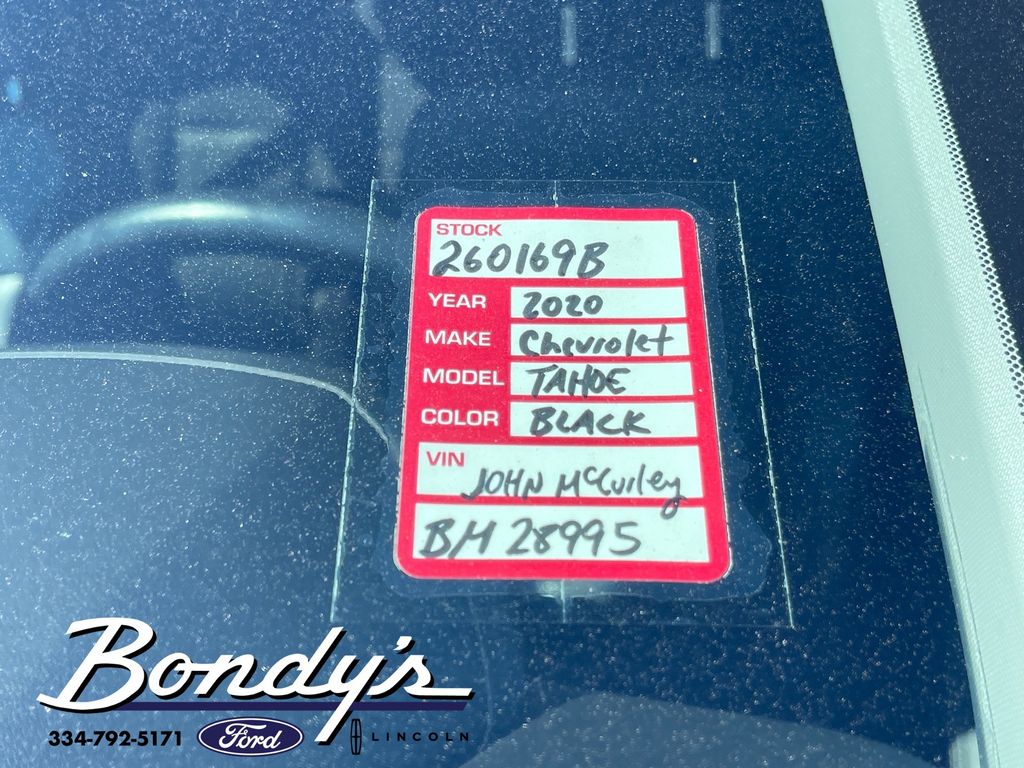 STOCK
260169B
YEAR 2020
MAKE Chevrolet
MODEL TAHOE
COLOR BLACK
VIN
JOHN
BM 28995
Bondy's
334-792-5171 Ford LINCOLN